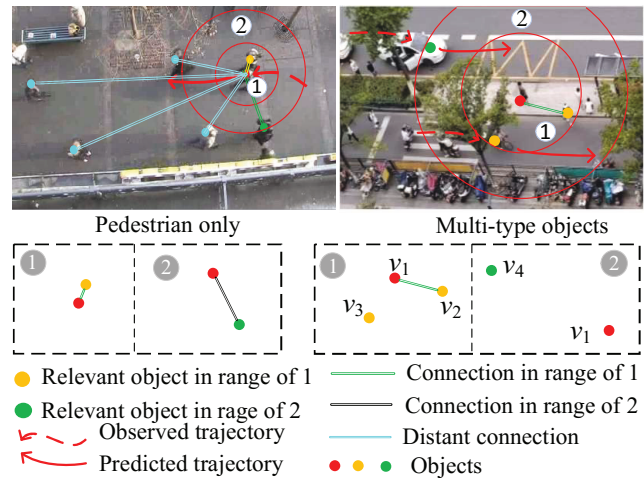 2
1
2
1
Pedestrian only
Multi-type objects
1
2
1
v1
v2
v3
v4
v1
2
Relevant object in range of 1
Relevant object in rage of 2
Observed trajectory
Predicted trajectory
Connection in range of 1
Connection in range of 2
Distant connection
Objects